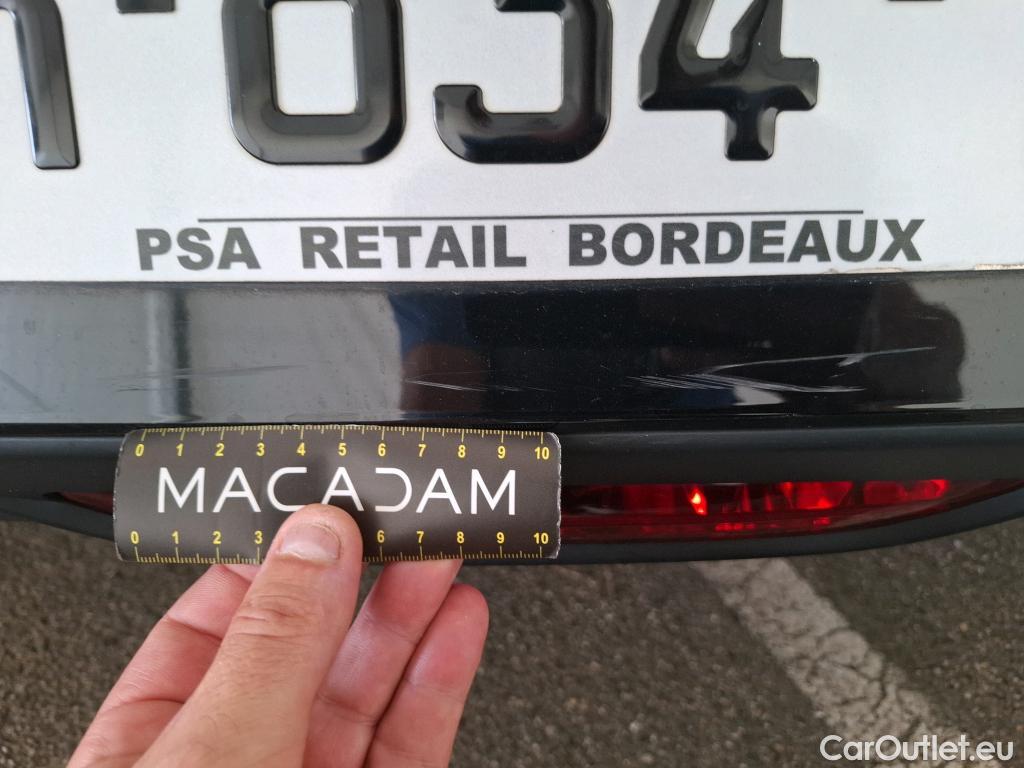 PSA RETAIL BORDEAUX
0 1 2 3 4 5 6 7 8 9 10
MACADAM
0 1 2 3 6 7 8 9 10
CarOutlet.eu